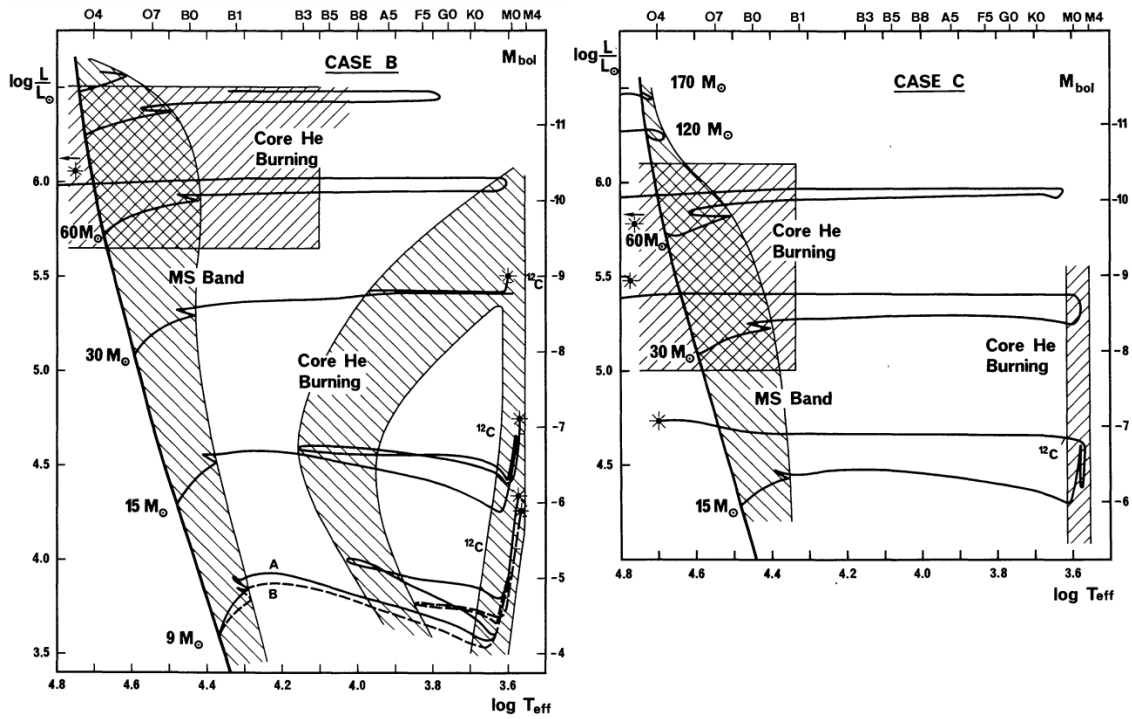 O4 O7 B0 B1 B3 B5 B8 A5 F5 G0 K0 M0 M4
log L/L⊙
CASE B
M bol
-11
Core He
Burning
6.0
-10
60 M⊙
MS Band
5.5
-9
12C
30 M⊙
5.0
-8
Core He
Burning
12C
-7
4.5
15 M⊙
-6
12C
4.0
A
-5
B
9 M⊙
3.5
-4
4.8 4.6 4.4 4.2 4.0 3.8 3.6
log Teff
O4 O7 B0 B1 B3 B5 B8 A5 F5 G0 K0 M0 M4
log L/L⊙
170 M⊙
CASE C
M bol
120 M⊙
-11
6.0
-10
60M⊙
Core He
Burning
5.5
-9
30 M⊙
Core He
Burning
-8
5.0
MS Band
-7
12C
4.5
15 M⊙
-6
4.8 4.6 4.4 4.2 4.0 3.8 3.6
log Teff